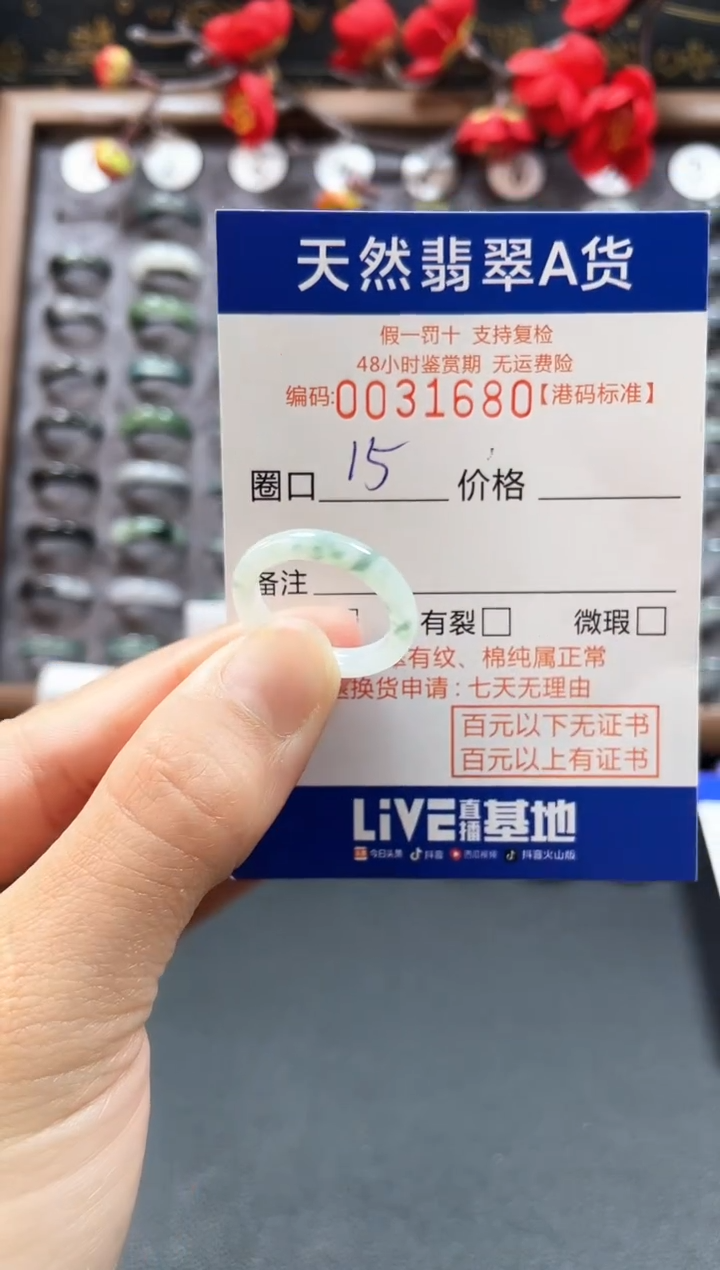 天然翡翠A货
假一罚十 支持复检
48小时鉴赏期 无运费险
编码:0031680【港码标准】
圈口 15 价格
备注
有裂□ 微瑕□
有纹、棉纯属正常
换货申请：七天无理由
百元以下无证书
百元以上有证书
LiVE直播基地
今日头条 抖音 西瓜视频 抖音火山版